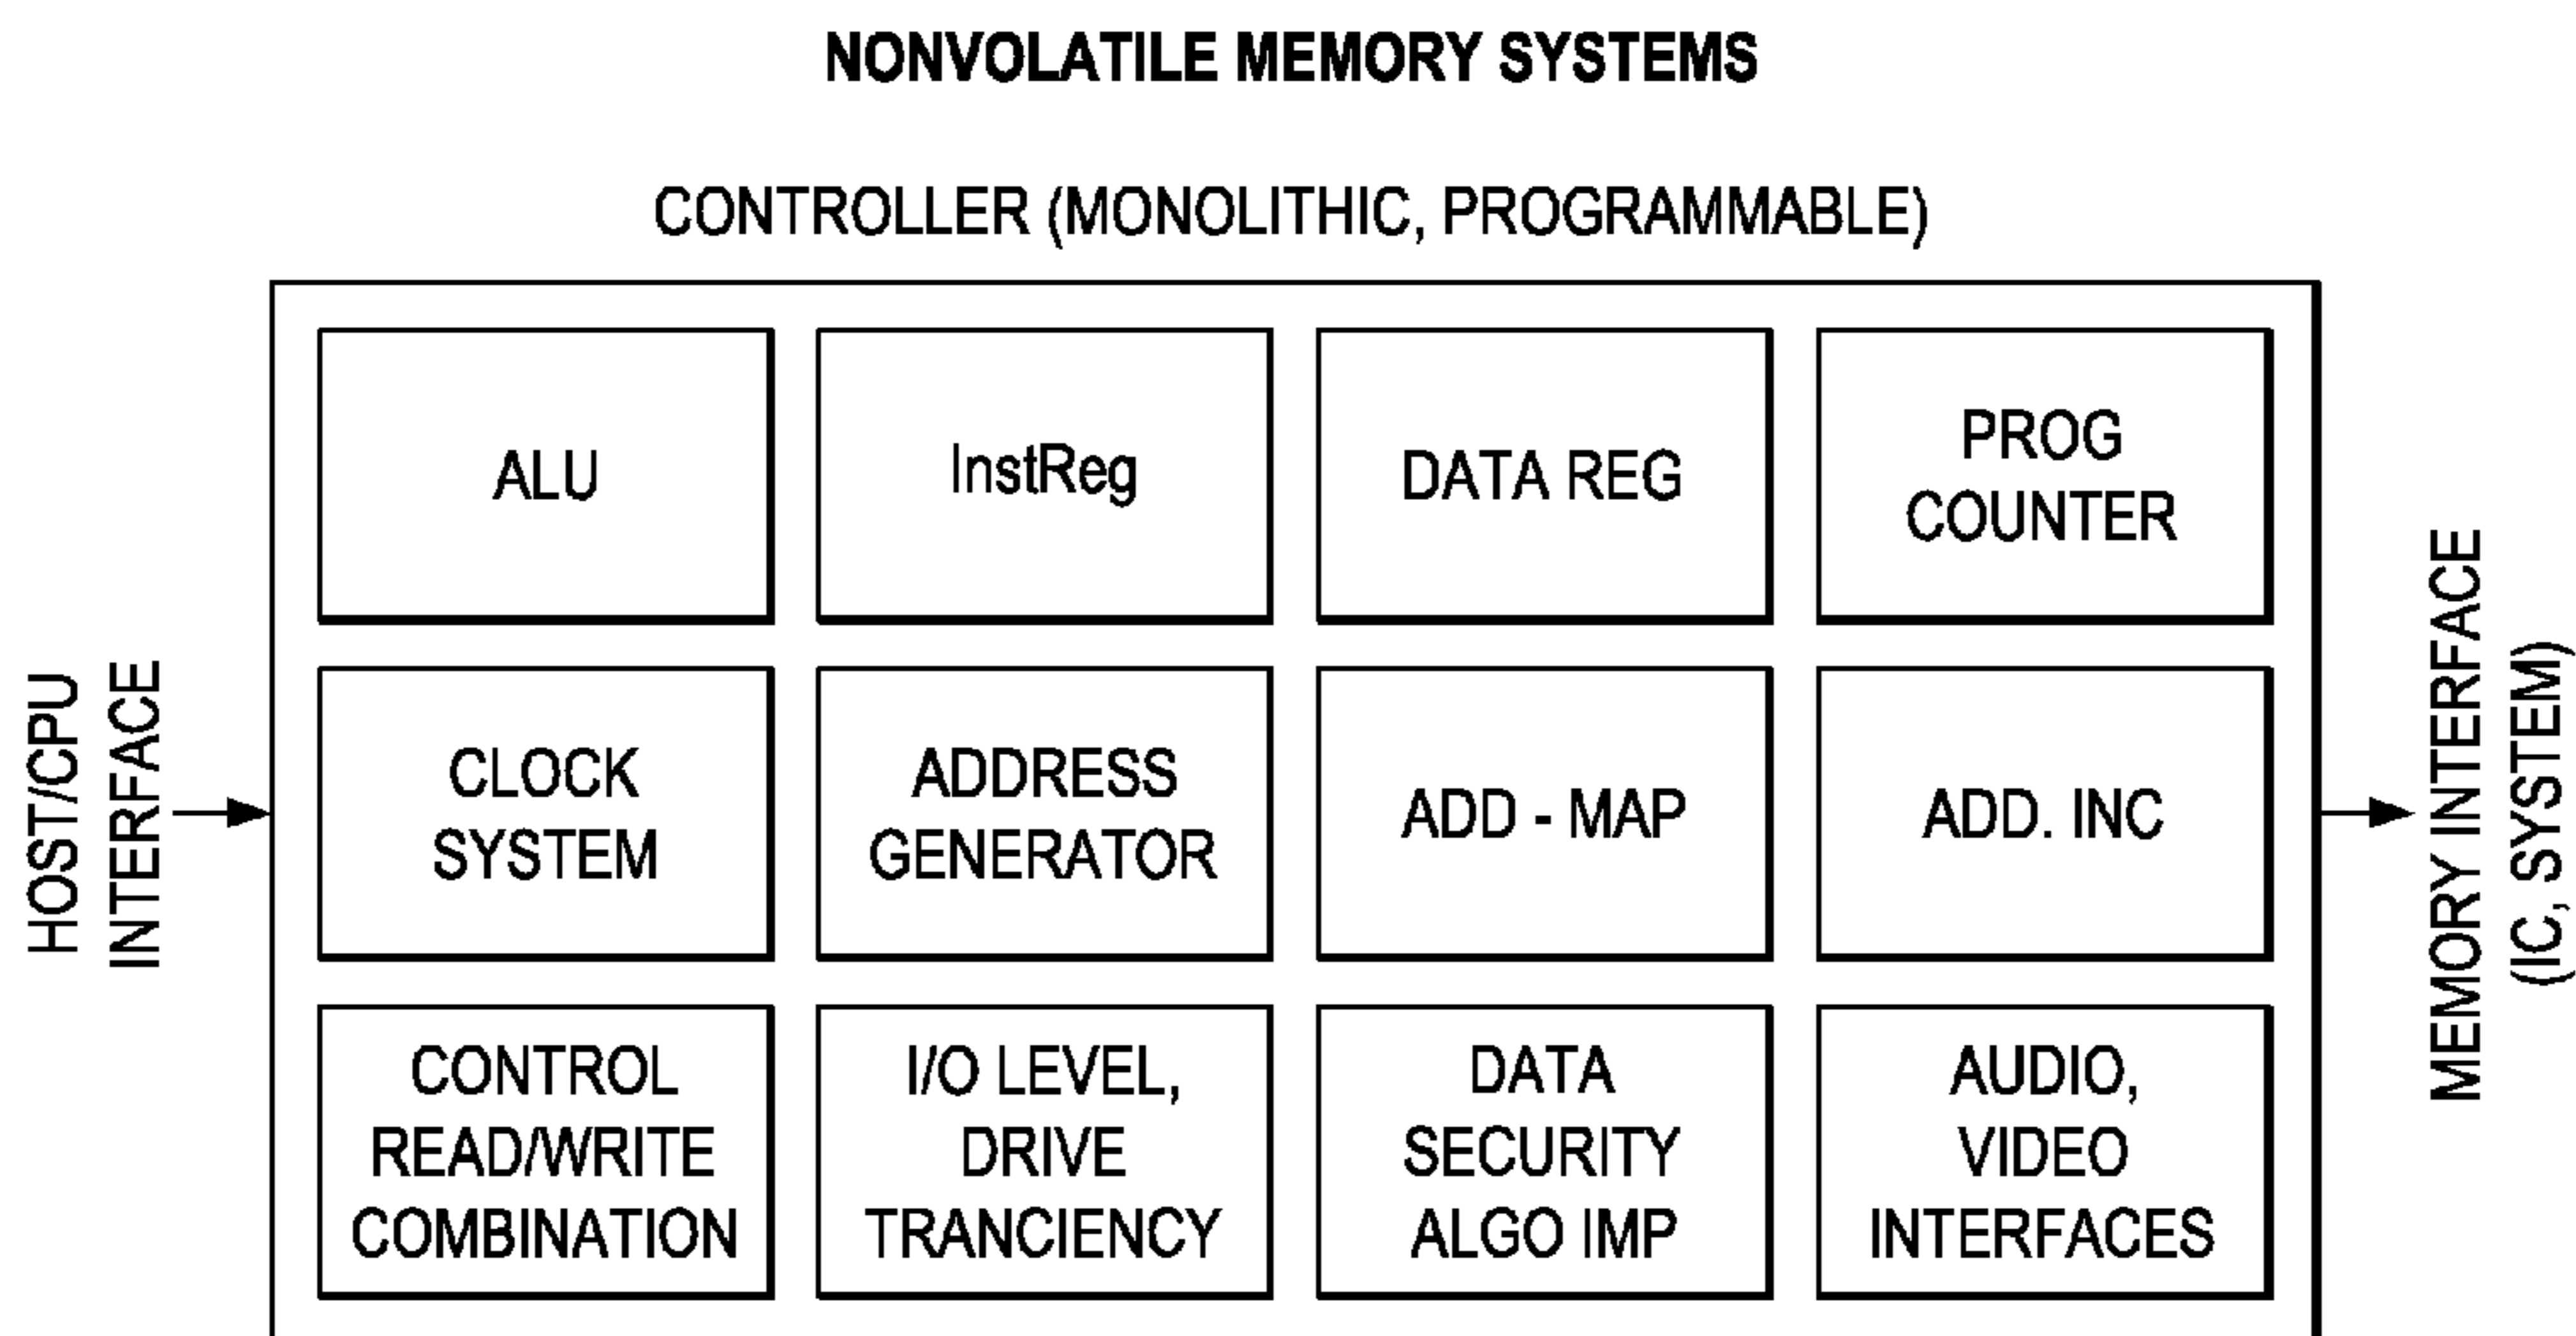 NONVOLATILE MEMORY SYSTEMS
CONTROLLER (MONOLITHIC, PROGRAMMABLE)
HOST/CPU
INTERFACE
ALU
InstReg
DATA REG
PROG
COUNTER
CLOCK
SYSTEM
ADDRESS
GENERATOR
ADD - MAP
ADD. INC
CONTROL
READ/WRITE
COMBINATION
I/O LEVEL,
DRIVE
TRANCIENCY
DATA
SECURITY
ALGO IMP
AUDIO,
VIDEO
INTERFACES
MEMORY INTERFACE
(IC, SYSTEM)